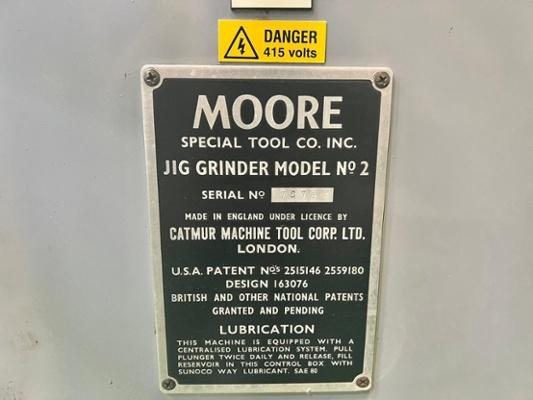 DANGER
415 volts
MOORE
SPECIAL TOOL CO. INC.
JIG GRINDER MODEL Nº 2
SERIAL Nº
MADE IN ENGLAND UNDER LICENCE BY
CATMUR MACHINE TOOL CORP. LTD.
LONDON.
U.S.A. PATENT Nº's 2515146 2559180
DESIGN 163076
BRITISH AND OTHER NATIONAL PATENTS
GRANTED AND PENDING
LUBRICATION
THIS MACHINE IS EQUIPPED WITH A
CENTRALISED LUBRICATION SYSTEM. PULL
PLUNGER TWICE DAILY AND RELEASE, FILL
RESERVOIR IN THIS CONTROL BOX WITH
SUNOCO WAY LUBRICANT. SAE 80